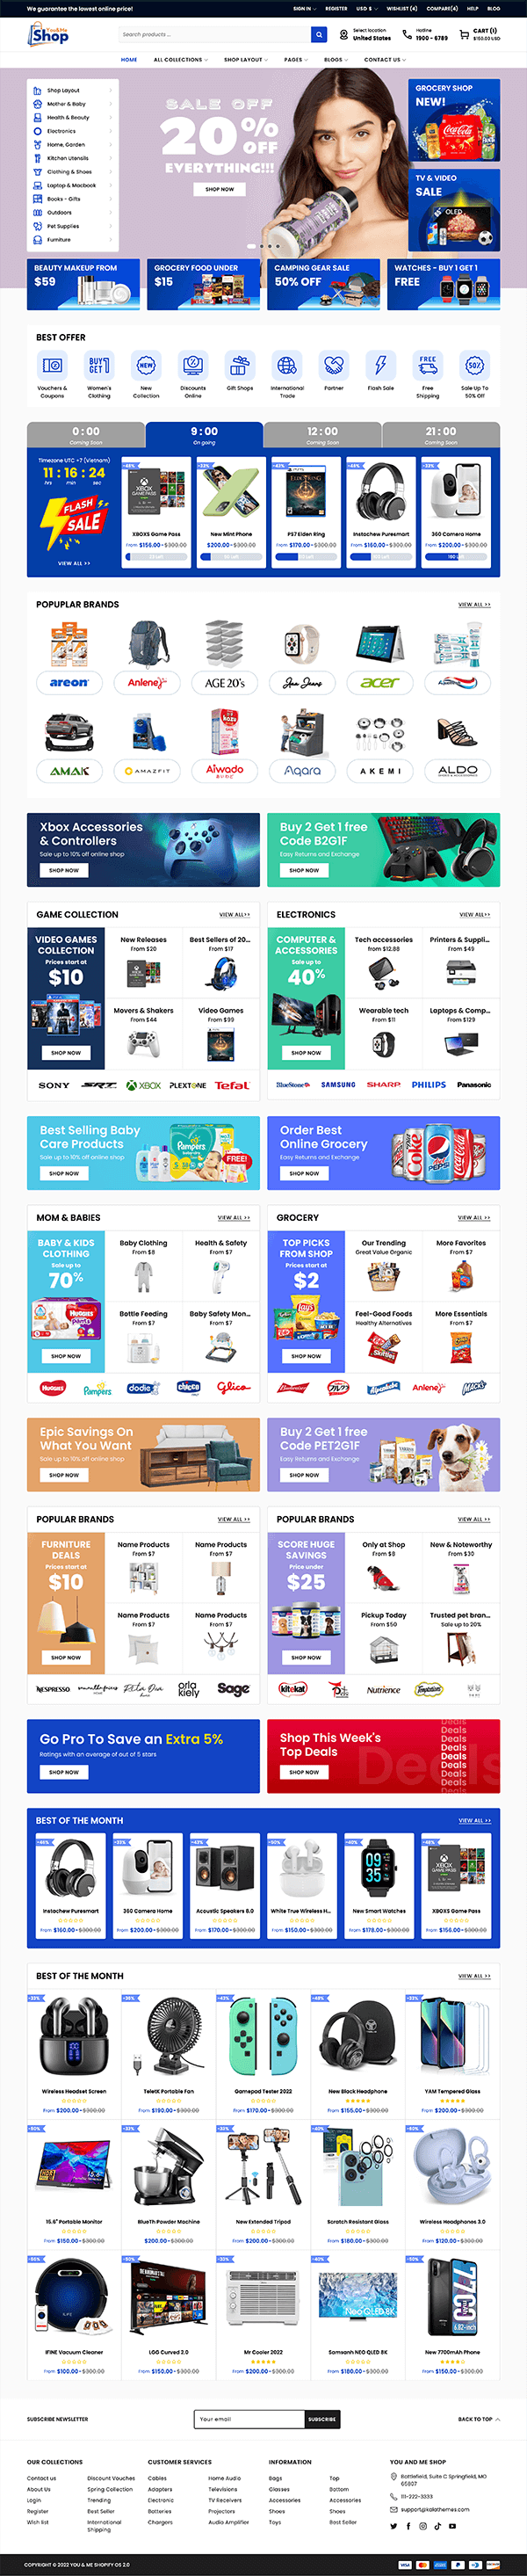 We guarantee the lowest online price!
SIGN IN
REGISTER
USD $
WISHLIST (4)
COMPARE(4)
HELP
BLOG
You&Me
Shop
Search products ...
Select location
United States
Hotline
1900 - 6789
CART (1)
$150.00 USD
HOME
ALL COLLECTIONS
SHOP LAYOUT
PAGES
BLOGS
CONTACT US
Shop Layout
Mother & Baby
Health & Beauty
Electronics
Home, Garden
Kitchen Utensils
Clothing & Shoes
Laptop & Macbook
Books - Gifts
Outdoors
Pet Supplies
Furniture
SALE OFF
20% OFF
EVERYTHING!!!
SHOP NOW
GROCERY SHOP
NEW!
TV & VIDEO
SALE
OLED
BEAUTY MAKEUP FROM
$59
GROCERY FOOD UNDER
$15
CAMPING GEAR SALE
50% OFF
WATCHES - BUY 1 GET 1
FREE
BEST OFFER
Vouchers &
Coupons
Women's
Clothing
New
Collection
Discounts
Online
Gift Shops
International
Trade
Partner
Flash Sale
Free
Shipping
Sale Up To
50% Off
0 : 00
Coming Soon
9 : 00
On going
12 : 00
Coming Soon
21 : 00
Coming Soon
Timezone UTC +7 (Vietnam)
11 : 16 : 24
hrs min sec
FLASH
SALE
VIEW ALL >>
XBOXS Game Pass
From $156.00 - $300.00
New Mint Phone
$200.00 - $300.00
PS7 Elden Ring
From $170.00 - $300.00
Instachew Puresmart
From $160.00 - $300.00
360 Camera Home
From $200.00 - $300.00
POPUPLAR BRANDS
VIEW ALL >>
areon
Anlene
AGE 20's
Jua Jeans
acer
Aquafresh
AMAK
AMAZFIT
Aiwado
Aqara
AKEMI
ALDO
Xbox Accessories
& Controllers
Sale up to 10% off online shop
SHOP NOW
Buy 2 Get 1 free
Code B2G1F
Easy Returns and Exchange
SHOP NOW
GAME COLLECTION
VIEW ALL>>
VIDEO GAMES
COLLECTION
Prices start at
$10
SHOP NOW
New Releases
From $20
Best Sellers of 20...
From $17
Movers & Shakers
From $44
Video Games
From $99
SONY
SRT
XBOX
PLEXTONE
Tefal
ELECTRONICS
VIEW ALL>>
COMPUTER &
ACCESSORIES
Sale up to
40%
SHOP NOW
Tech accessories
from $12.88
Printers & Suppli...
From $49
Wearable tech
From $11
Laptops & Comp...
From $129
BlueStone
SAMSUNG
SHARP
PHILIPS
Panasonic
Best Selling Baby
Care Products
Sale up to 10% off online shop
SHOP NOW
Pampers
FREE!
Order Best
Online Grocery
Easy Returns and Exchange
SHOP NOW
MOM & BABIES
VIEW ALL >>
BABY & KIDS
CLOTHING
Sale up to
70%
SHOP NOW
Baby Clothing
From $8
Health & Safety
From $7
Bottle Feeding
From $7
Baby Safety Mon...
From $7
HUGGIES
Pampers
dodie
chicco
Glico
GROCERY
VIEW ALL >>
TOP PICKS
FROM SHOP
Prices start at
$2
SHOP NOW
Our Trending
Great Value Organic
More Favorites
From $7
Feel-Good Foods
Healthy Alternatives
More Essentials
From $7
Budweiser
Anlene
MACK'S
Epic Savings On
What You Want
Sale up to 10% off online shop
SHOP NOW
Buy 2 Get 1 free
Code PET2G1F
Easy Returns and Exchange
SHOP NOW
POPULAR BRANDS
VIEW ALL >>
FURNITURE
DEALS
Prices start at
$10
SHOP NOW
Name Products
From $7
Name Products
From $7
Name Products
From $7
Name Products
From $7
NESPRESSO
Rita Ora
orla
kiely
Sage
POPULAR BRANDS
VIEW ALL >>
SCORE HUGE
SAVINGS
Price under
$25
SHOP NOW
Only at Shop
From $8
New & Noteworthy
From $30
Pickup Today
From $50
Trusted pet bran...
Sale up to 20%
kitekat
Nutrience
Temptations
Go Pro To Save an Extra 5%
Ratings with an average of out of 5 stars
SHOP NOW
Shop This Week's
Top Deals
SHOP NOW
Deals
Deals
Deals
Deals
Deals
Deals
BEST OF THE MONTH
VIEW ALL >>
Instachew Puresmart
From $160.00 - $300.00
360 Camera Home
From $200.00 - $300.00
Acoustic Speakers 8.0
From $170.00 - $300.00
White True Wireless H...
From $150.00 - $300.00
New Smart Watches
From $178.00 - $300.00
XBOXS Game Pass
From $156.00 - $300.00
BEST OF THE MONTH
VIEW ALL >>
Wireless Headset Screen
From $200.00 - $300.00
TeletK Portable Fan
From $190.00 - $300.00
Gamepad Tester 2022
From $170.00 - $300.00
New Black Headphone
From $155.00 - $300.00
YAM Tempered Glass
From $200.00 - $300.00
15.6" Portable Monitor
From $150.00 - $300.00
BlueTh Powder Machine
$200.00 - $300.00
New Extended Tripod
From $200.00 - $300.00
Scratch Resistant Glass
From $180.00 - $300.00
Wireless Headphones 3.0
From $120.00 - $300.00
IFINE Vacuum Cleaner
From $100.00 - $300.00
LGG Curved 2.0
From $150.00 - $300.00
Mr Cooler 2022
From $200.00 - $300.00
Samsanh NEO QLED 8K
From $180.00 - $300.00
New 7700mAh Phone
From $150.00 - $300.00
SUBSCRIBE NEWSLETTER
Your email
SUBSCRIBE
BACK TO TOP
OUR COLLECTIONS
Contact us
About Us
Login
Register
Wish list
Discount Vouches
Spring Collection
Trending
Best Seller
International
Shipping
CUSTOMER SERVICES
Cables
Adapters
Electronic
Batteries
Chargers
Home Audio
Televisions
TV Receivers
Projectors
Audio Amplifier
INFORMATION
Bags
Glasses
Accessories
Shoes
Toys
Top
Bottom
Accessories
Shoes
Best Seller
YOU AND ME SHOP
Battlefield, Suite C Springfield, MO
65807
111-222-3333
support@kalathemes.com
COPYRIGHT © 2022 YOU & ME SHOPIFY OS 2.0